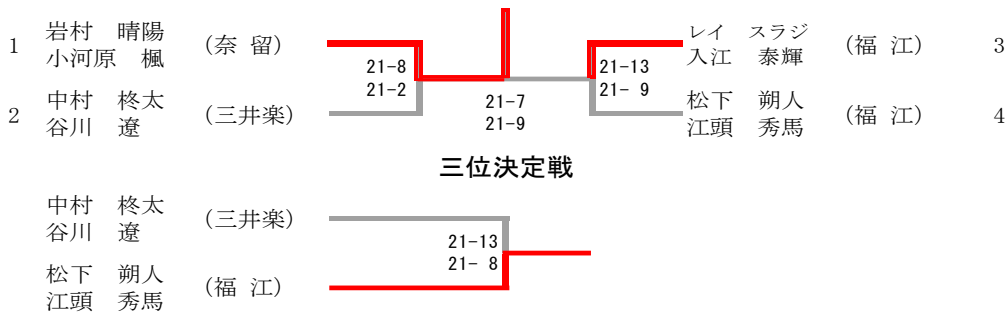 1 岩村 晴陽 小河原 楓 （奈 留） 21-8 21-2
2 中村 柊太 谷川 遼 （三井楽）
21-7
21-9
レイ スラジ 入江 泰輝 （福 江） 3 21-13 21- 9
松下 朔人 江頭 秀馬 （福 江） 4
三位決定戦
中村 柊太
谷川 遼 （三井楽）
21-13
21- 8
松下 朔人
江頭 秀馬 （福 江）